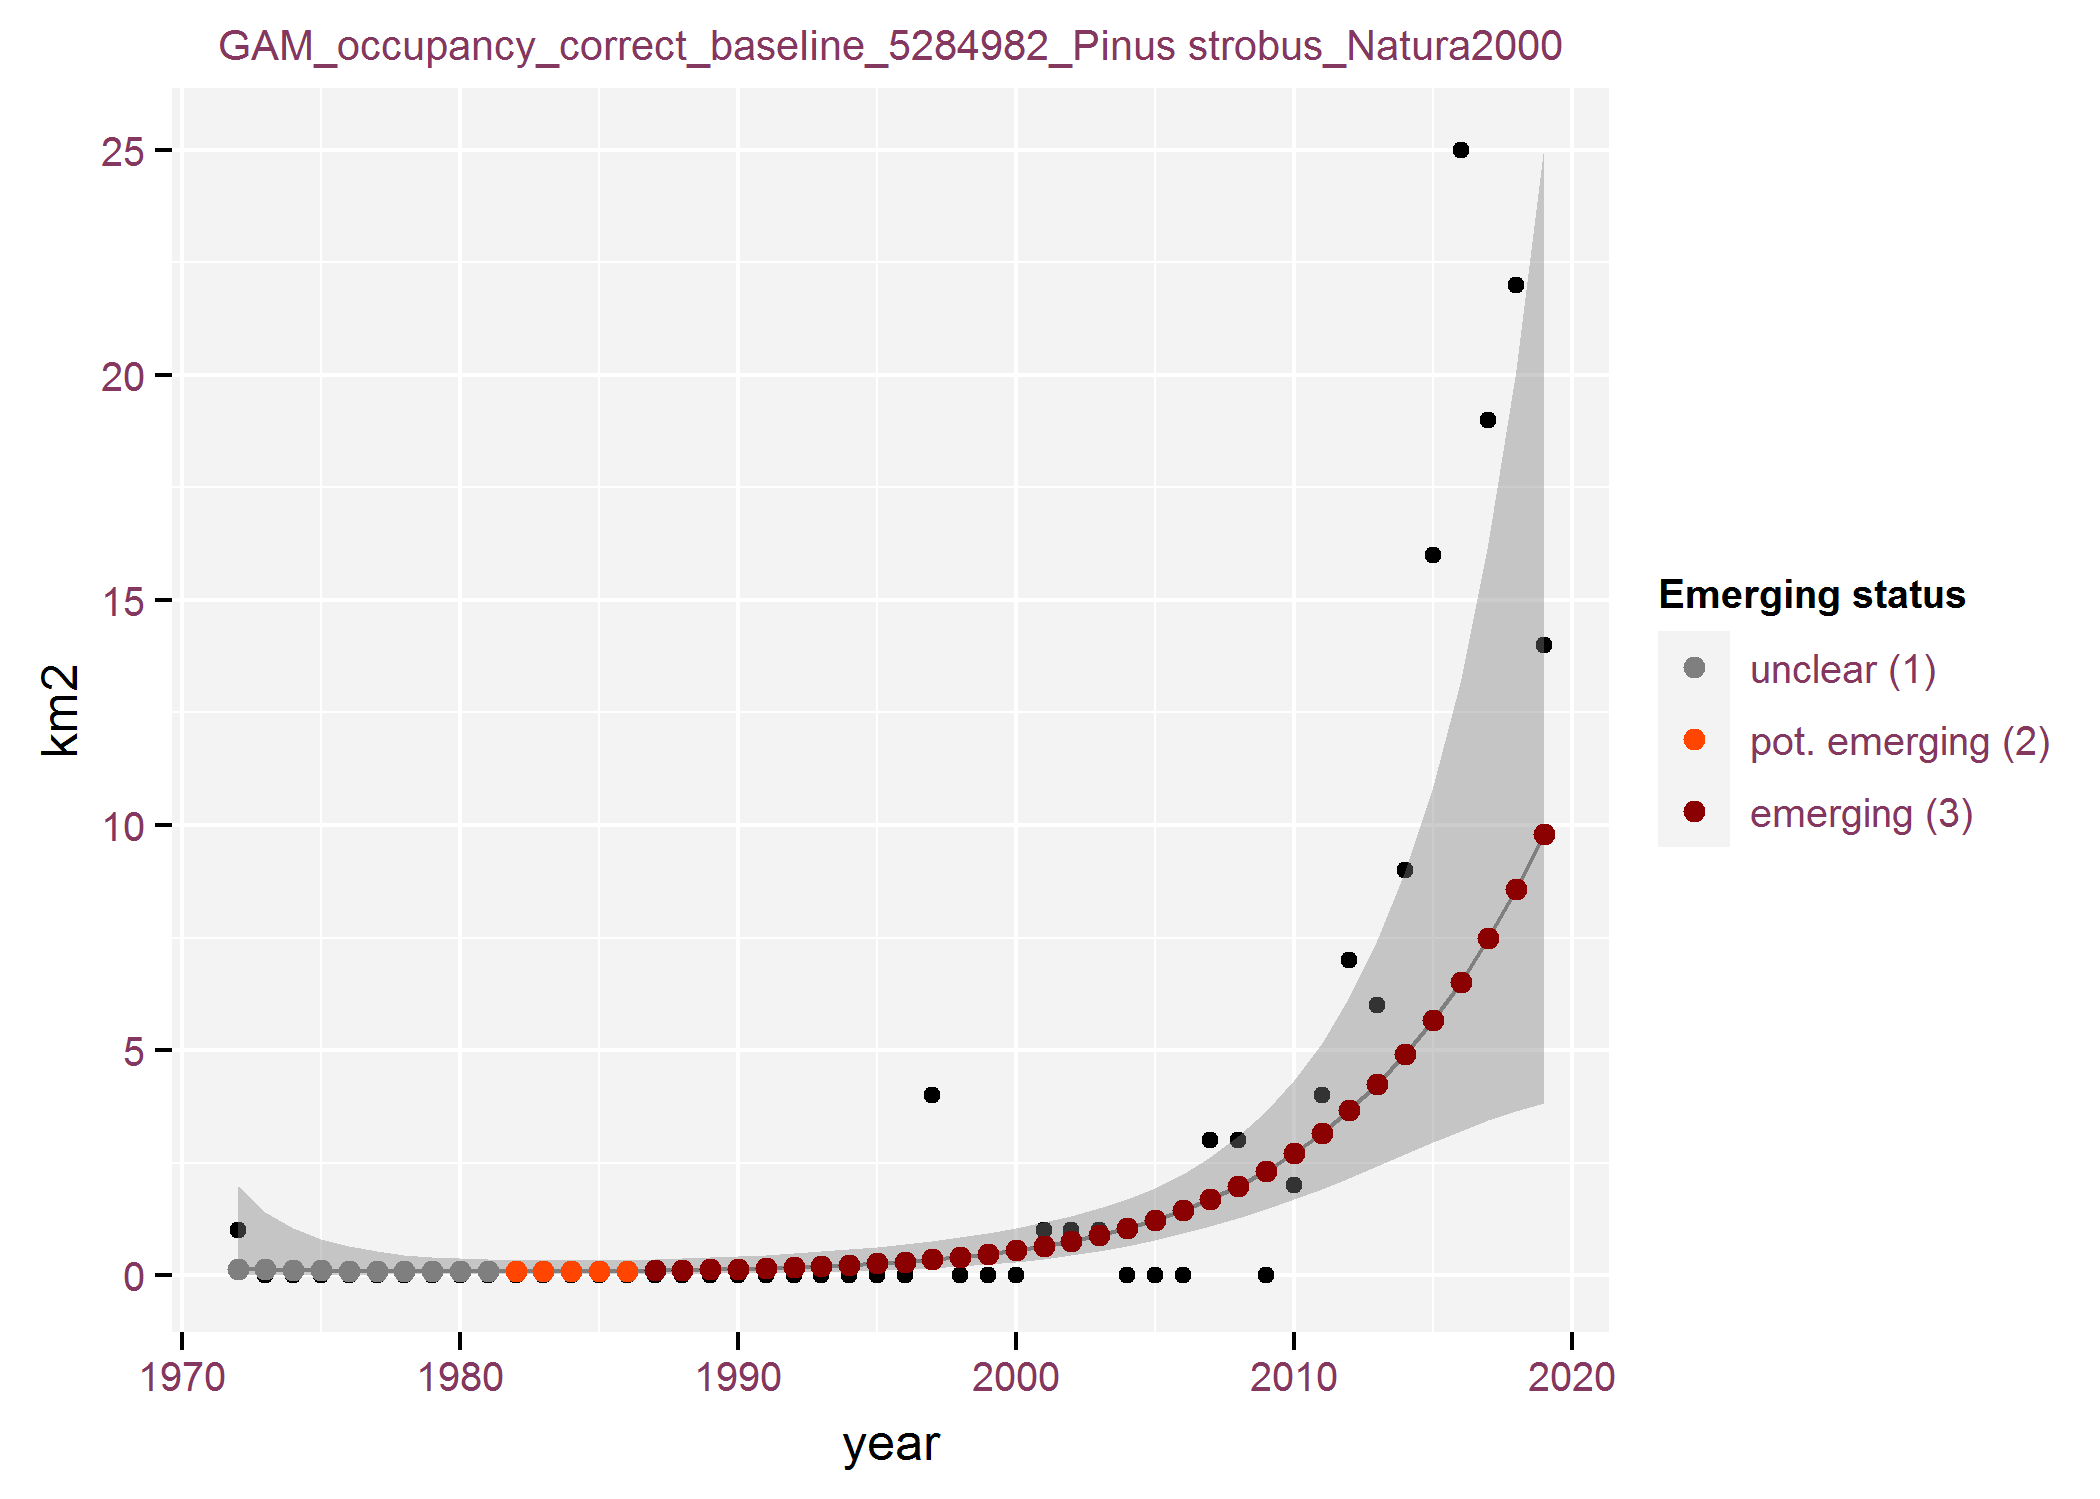 GAM_occupancy_correct_baseline_5284982_Pinus strobus_Natura2000
25
20
15
10
5
0
km2
1970 1980 1990 2000 2010 2020
year
Emerging status
unclear (1)
pot. emerging (2)
emerging (3)